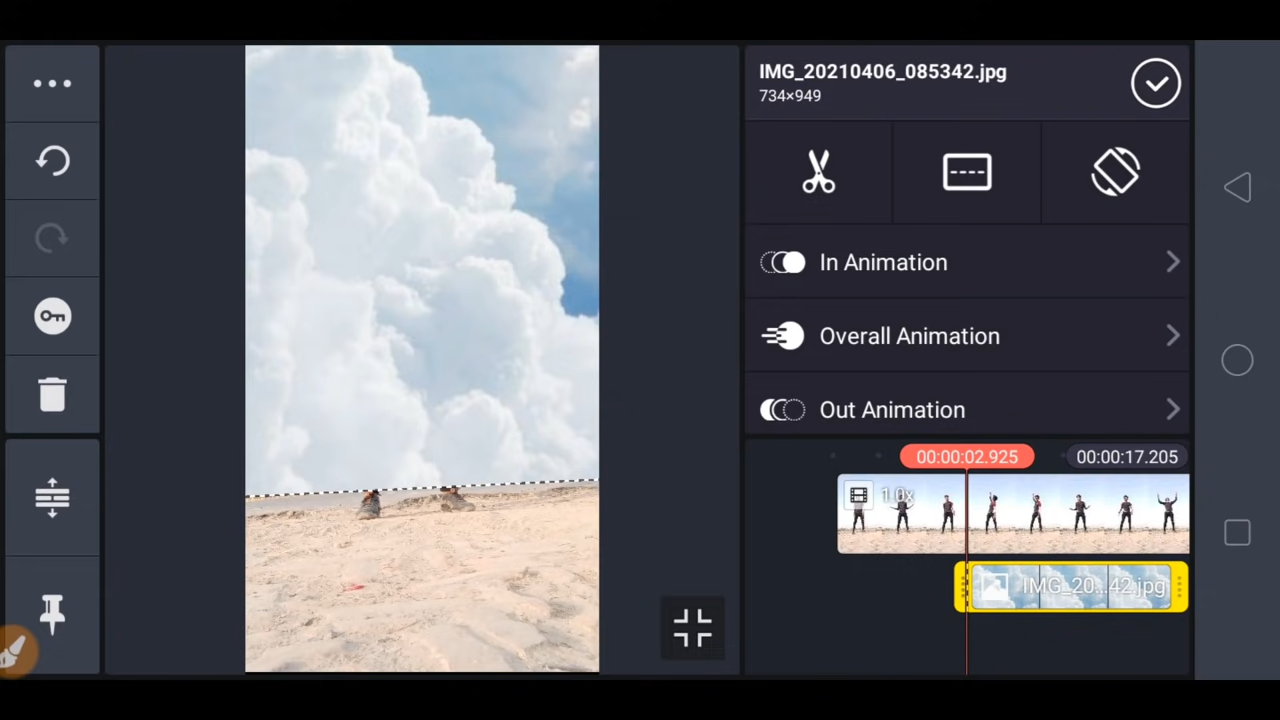 IMG_20210406_085342.jpg
734×949
In Animation
Overall Animation
Out Animation
00:00:02.925
00:00:17.205
1.0x
IMG_20...42.jpg